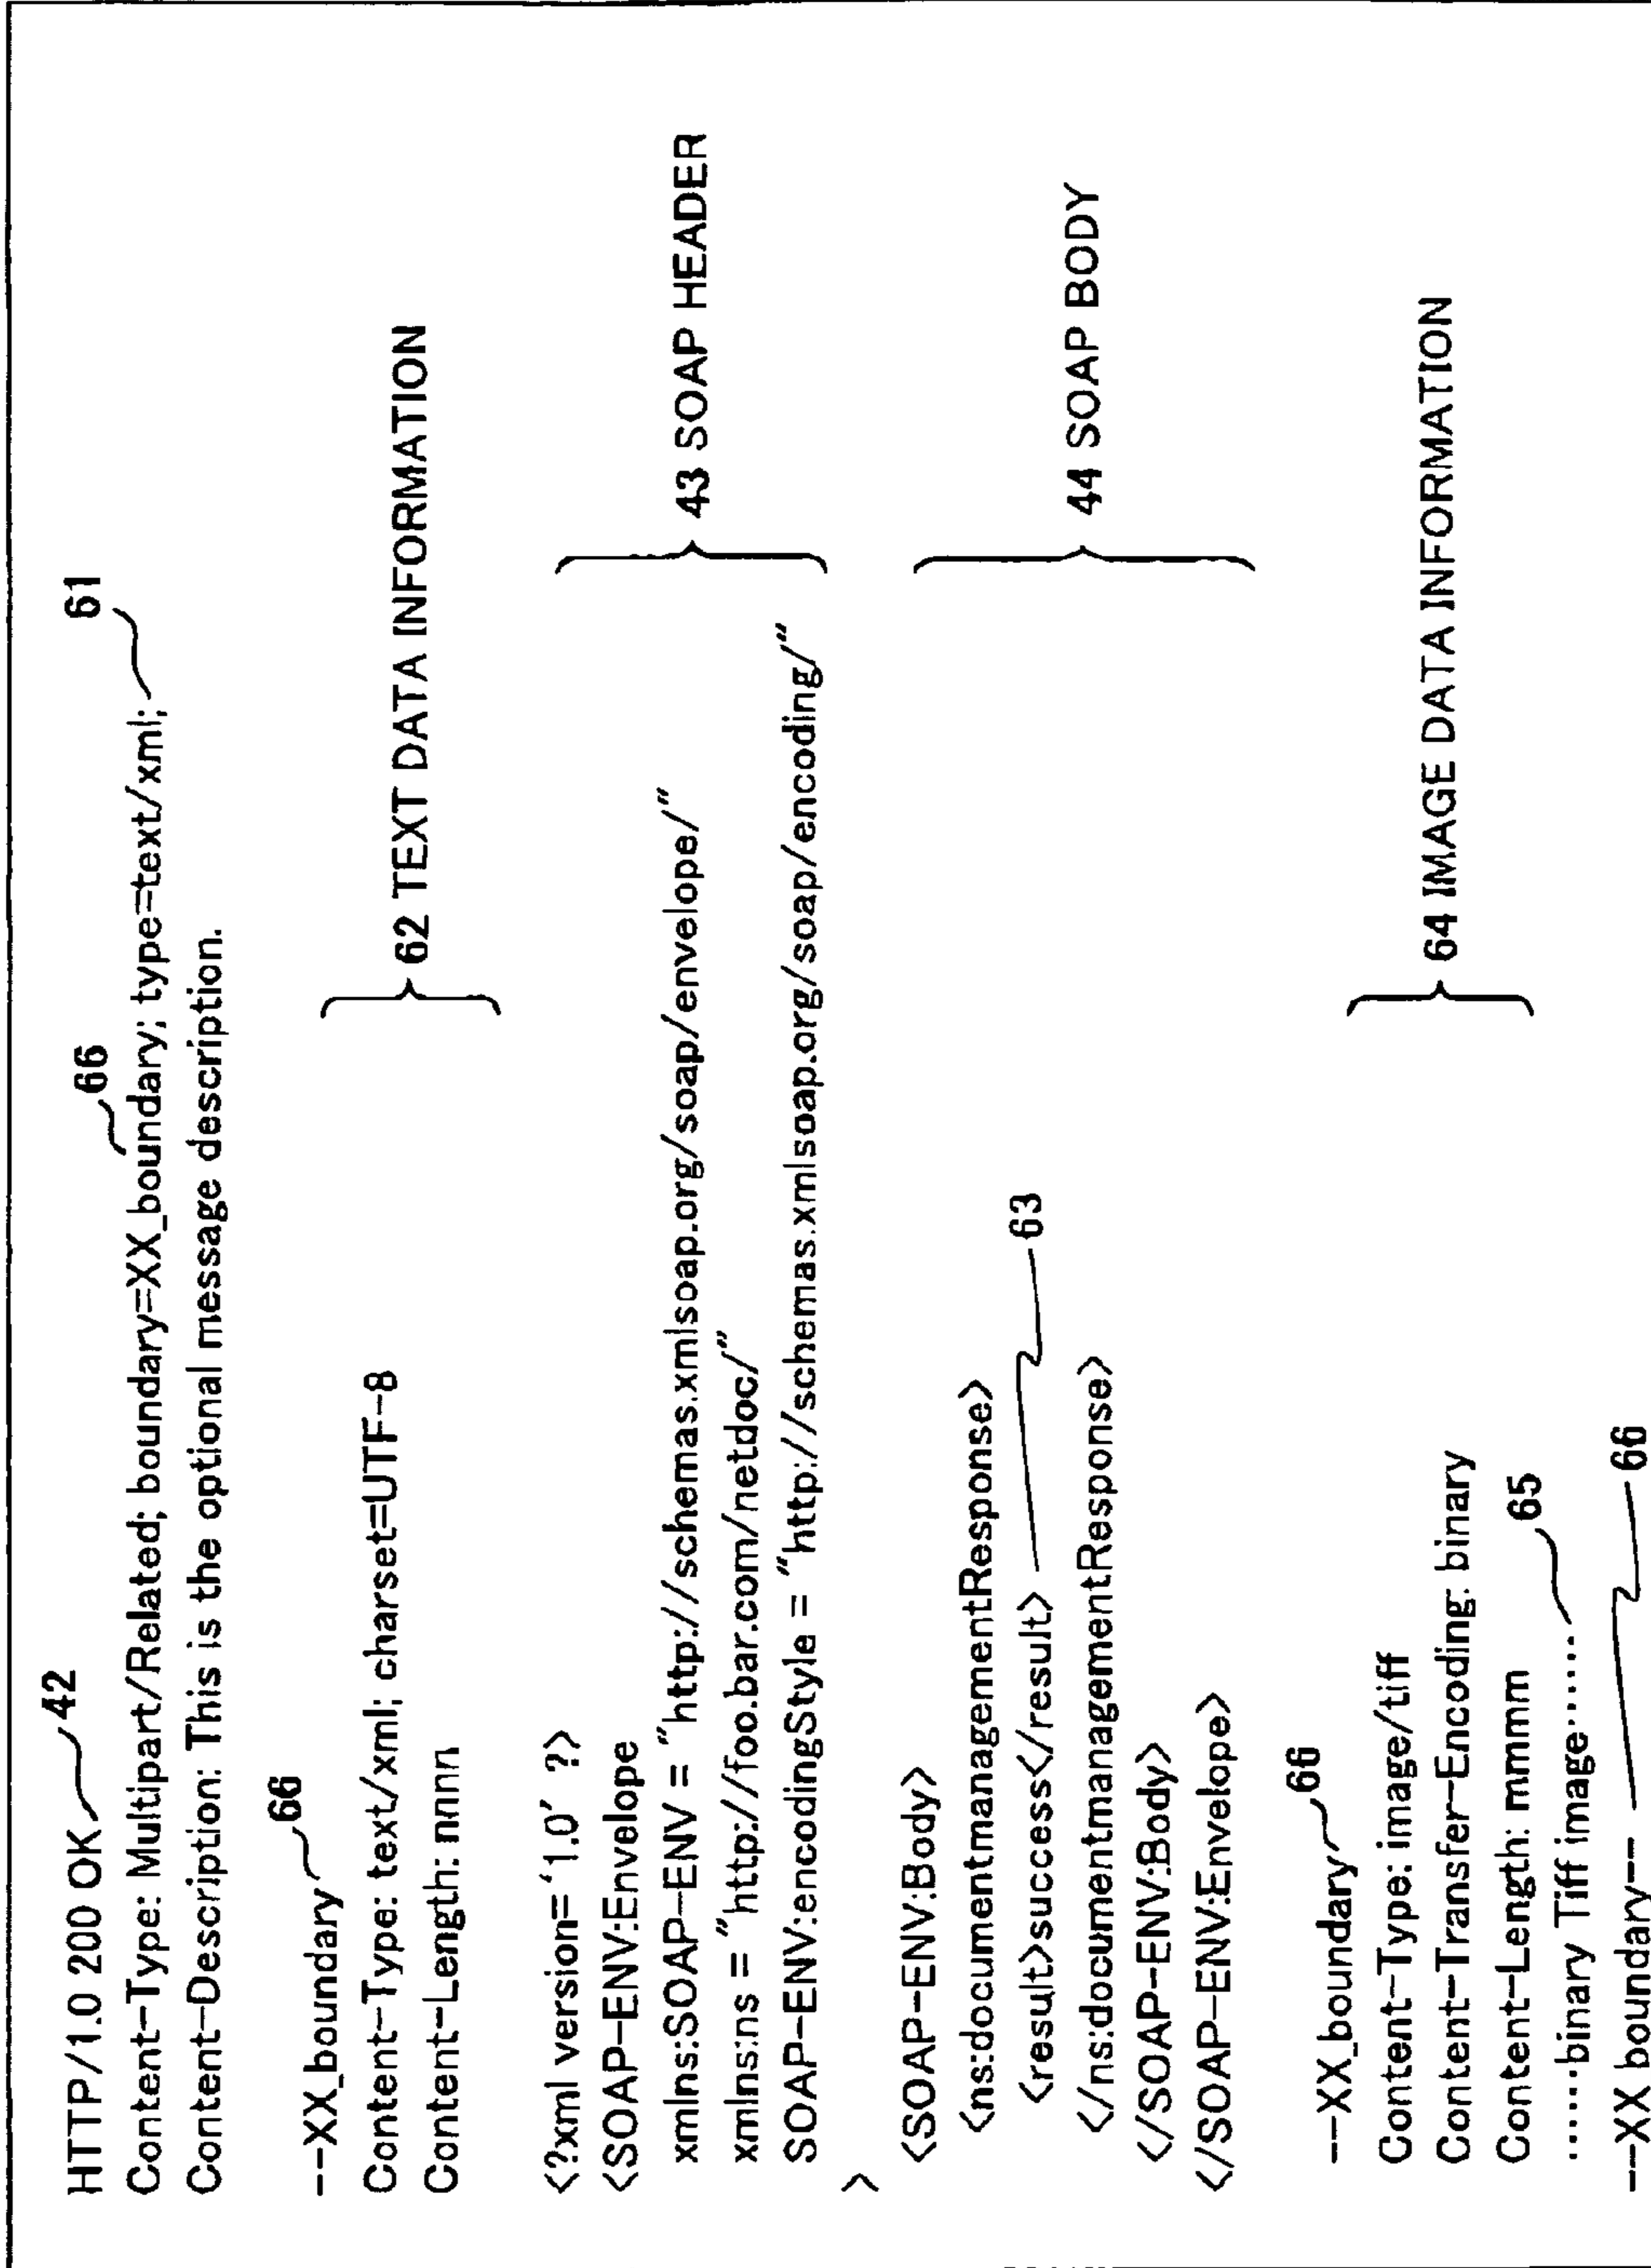 HTTP/1.0 200 OK 42
66 61
Content-Type: Multipart/Related; boundary=XX_boundary; type=text/xml;
Content-Description: This is the optional message description.
--XX_boundary 66
Content-Type: text/xml; charset=UTF-8
Content-Length: nnnn
62 TEXT DATA INFORMATION
<?xml version='1.0' ?>
<SOAP-ENV:Envelope
xmlns:SOAP-ENV = "http://schemas.xmlsoap.org/soap/envelope/"
xmlns:ns = "http://foo.bar.com/netdoc/"
SOAP-ENV:encodingStyle = "http://schemas.xmlsoap.org/soap/encoding/"
>
43 SOAP HEADER
<SOAP-ENV:Body>
<ns:documentmanagementResponse>
<result>success</result> 63
</ns:documentmanagementResponse>
</SOAP-ENV:Body>
</SOAP-ENV:Envelope>
44 SOAP BODY
--XX_boundary 66
Content-Type: image/tiff
Content-Transfer-Encoding: binary
Content-Length: mmmm
64 IMAGE DATA INFORMATION
......binary Tiff image....... 65
--XX boundary-- 66